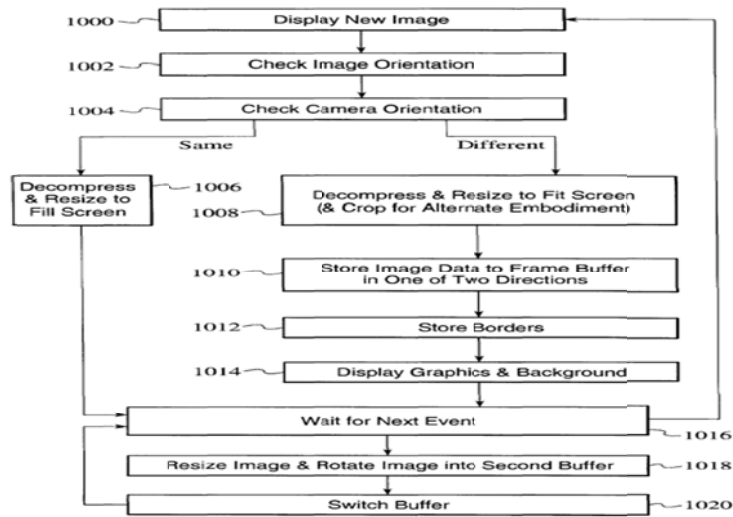 1000
Display New Image
1002
Check Image Orientation
1004
Check Camera Orientation
Same
Different
Decompress
& Resize to
Fill Screen
1006
1008
Decompress & Resize to Fit Screen
(& Crop for Alternate Embodiment)
1010
Store Image Data to Frame Buffer
in One of Two Directions
1012
Store Borders
1014
Display Graphics & Background
Wait for Next Event
1016
Resize Image & Rotate Image into Second Buffer
1018
Switch Buffer
1020